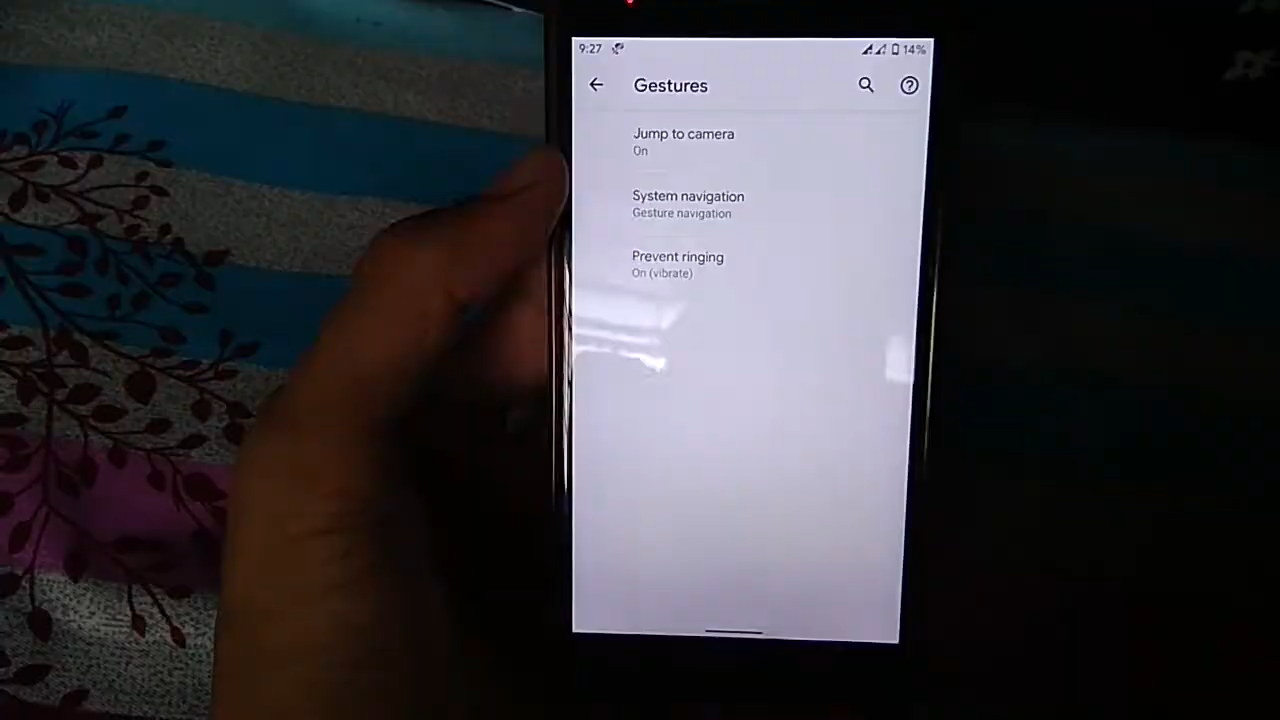 9:27 14%
Gestures
Jump to camera
On
System navigation
Gesture navigation
Prevent ringing
On (vibrate)